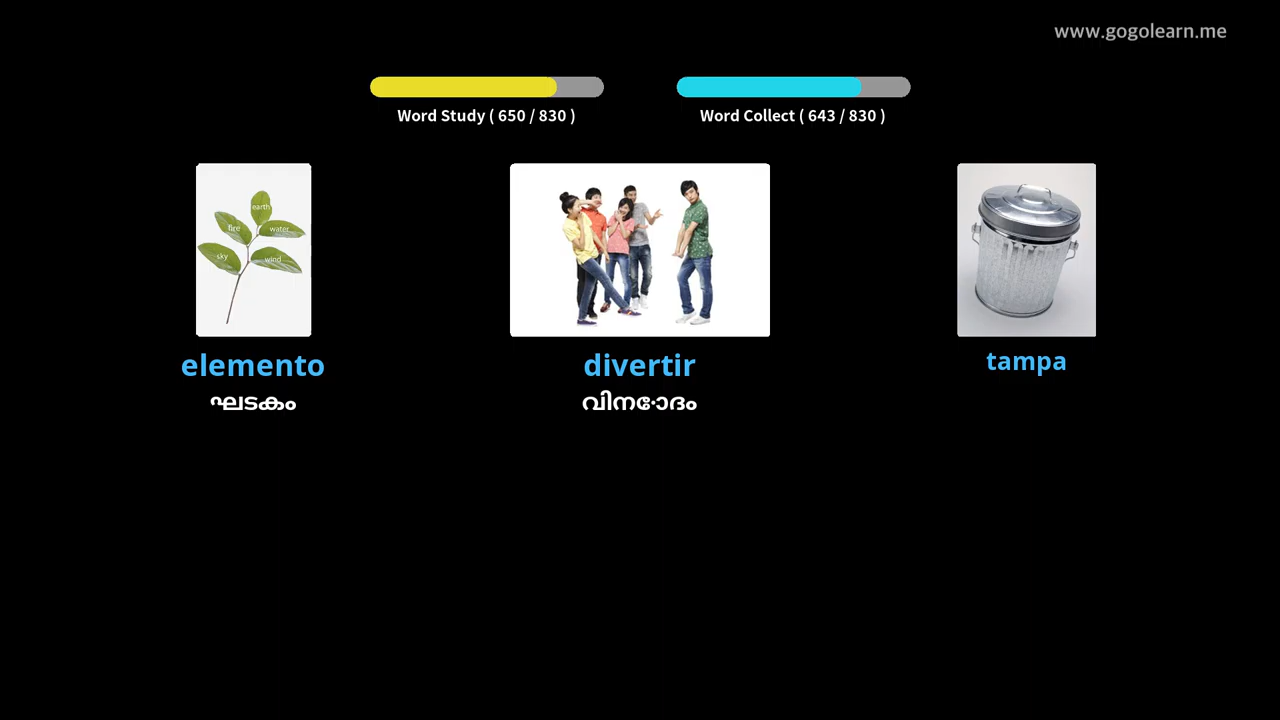 www.gogolearn.me
Word Study ( 650 / 830 )
Word Collect ( 643 / 830 )
earth
fire
water
sky
wind
elemento
ഘടകം
divertir
വിനോദം
tampa